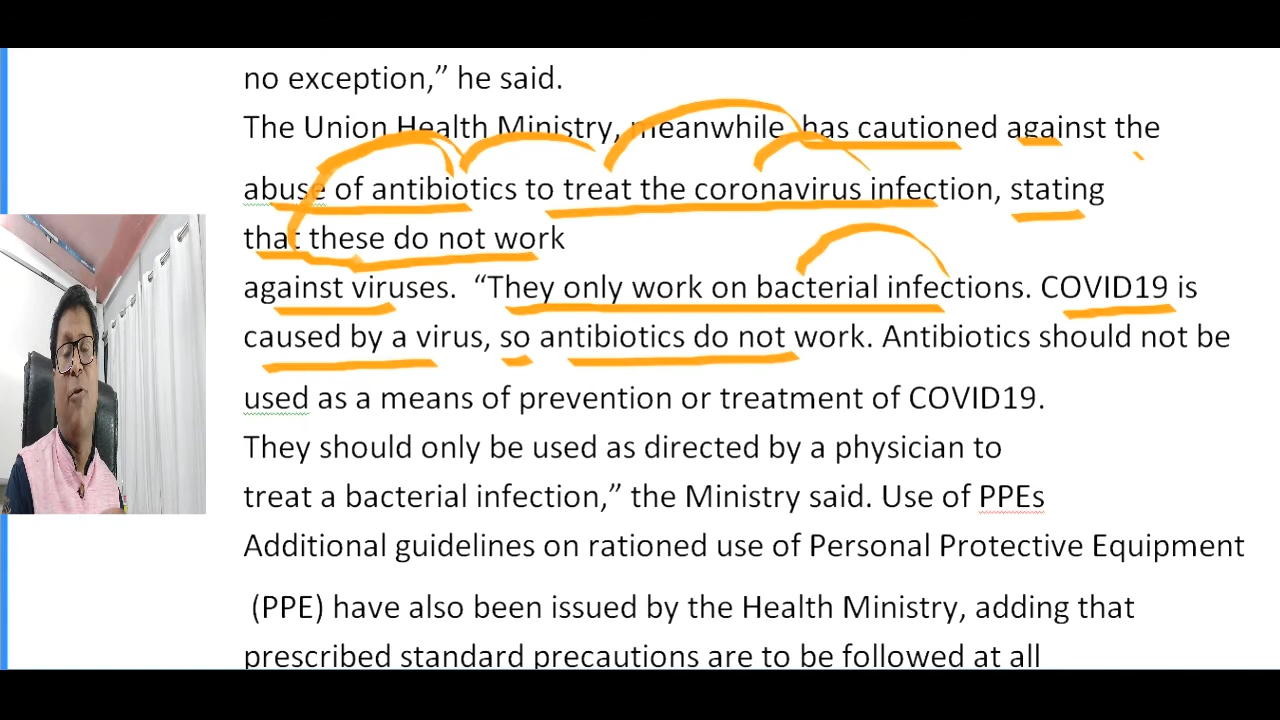 no exception,” he said.
The Union Health Ministry, meanwhile, has cautioned against the
abuse of antibiotics to treat the coronavirus infection, stating
that these do not work
against viruses.  “They only work on bacterial infections. COVID19 is
caused by a virus, so antibiotics do not work. Antibiotics should not be
used as a means of prevention or treatment of COVID19.
They should only be used as directed by a physician to
treat a bacterial infection,” the Ministry said. Use of PPEs
Additional guidelines on rationed use of Personal Protective Equipment
(PPE) have also been issued by the Health Ministry, adding that
prescribed standard precautions are to be followed at all